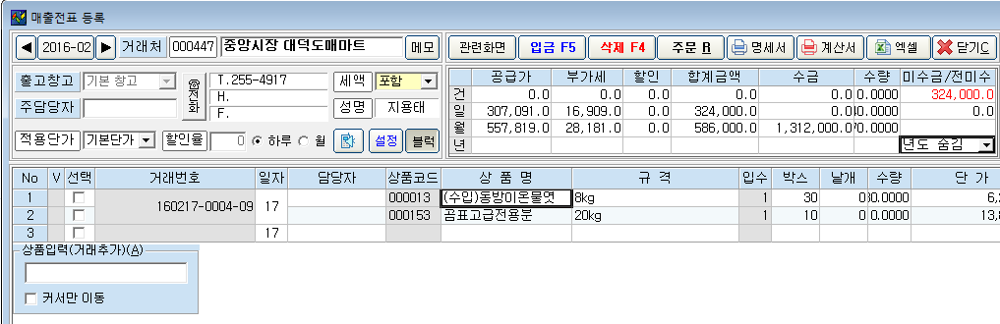 매출전표 등록
2016-02 거래처 000447 중앙시장 대덕도매마트 메모 관련화면 입금 F5 삭제 F4 주문 R 명세서 계산서 엑셀 닫기C
출고창고 기본 창고 ☎전화 T.255-4917 세액 포함
주담당자 H. 성명 지용태
F.
적용단가 기본단가 할인율 0 하루 월 설정 블럭
공급가 부가세 할인 합계금액 수금 수량 미수금/전미수
건 0.0 0.0 0.0 0.0 0.0 0.0000 324,000.0
일 307,091.0 16,909.0 0.0 324,000.0 0.0 0.0000 0.0
월 557,819.0 28,181.0 0.0 586,000.0 1,312,000.0 0.0000
년 년도 숨김
No V 선택 거래번호 일자 담당자 상품코드 상 품 명 규 격 입수 박스 낱개 수량 단 가
1 160217-0004-09 17 000013 (수입)동방미온물엿 8kg 1 30 0 30.0000 6,
2 000153 곰표고급전용분 20kg 1 10 0 0.0000 13,
3 17
상품입력(거래추가)(A)
커서만 이동